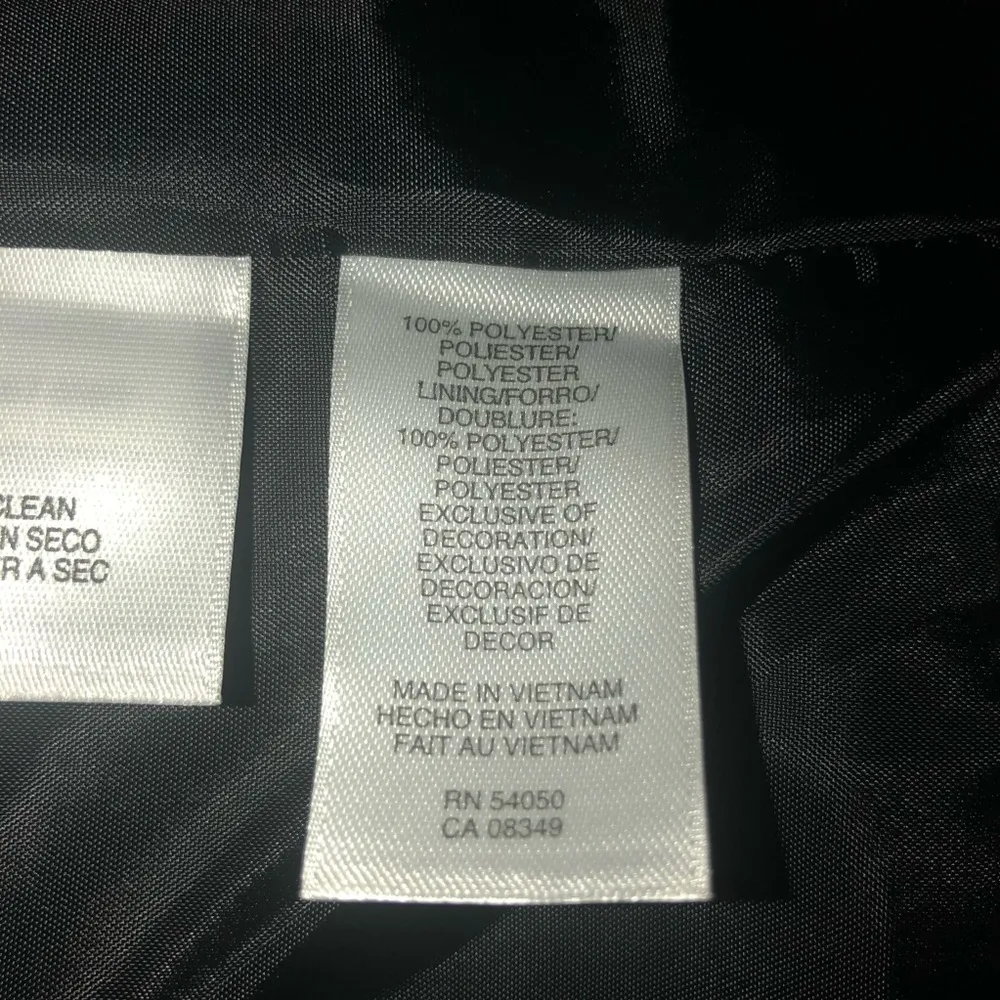 CLEAN
N SECO
R A SEC
100% POLYESTER/
POLIESTER/
POLYESTER
LINING/FORRO/
DOUBLURE:
100% POLYESTER/
POLIESTER/
POLYESTER
EXCLUSIVE OF
DECORATION/
EXCLUSIVO DE
DECORACION/
EXCLUSIF DE
DECOR
MADE IN VIETNAM
HECHO EN VIETNAM
FAIT AU VIETNAM
RN 54050
CA 08349